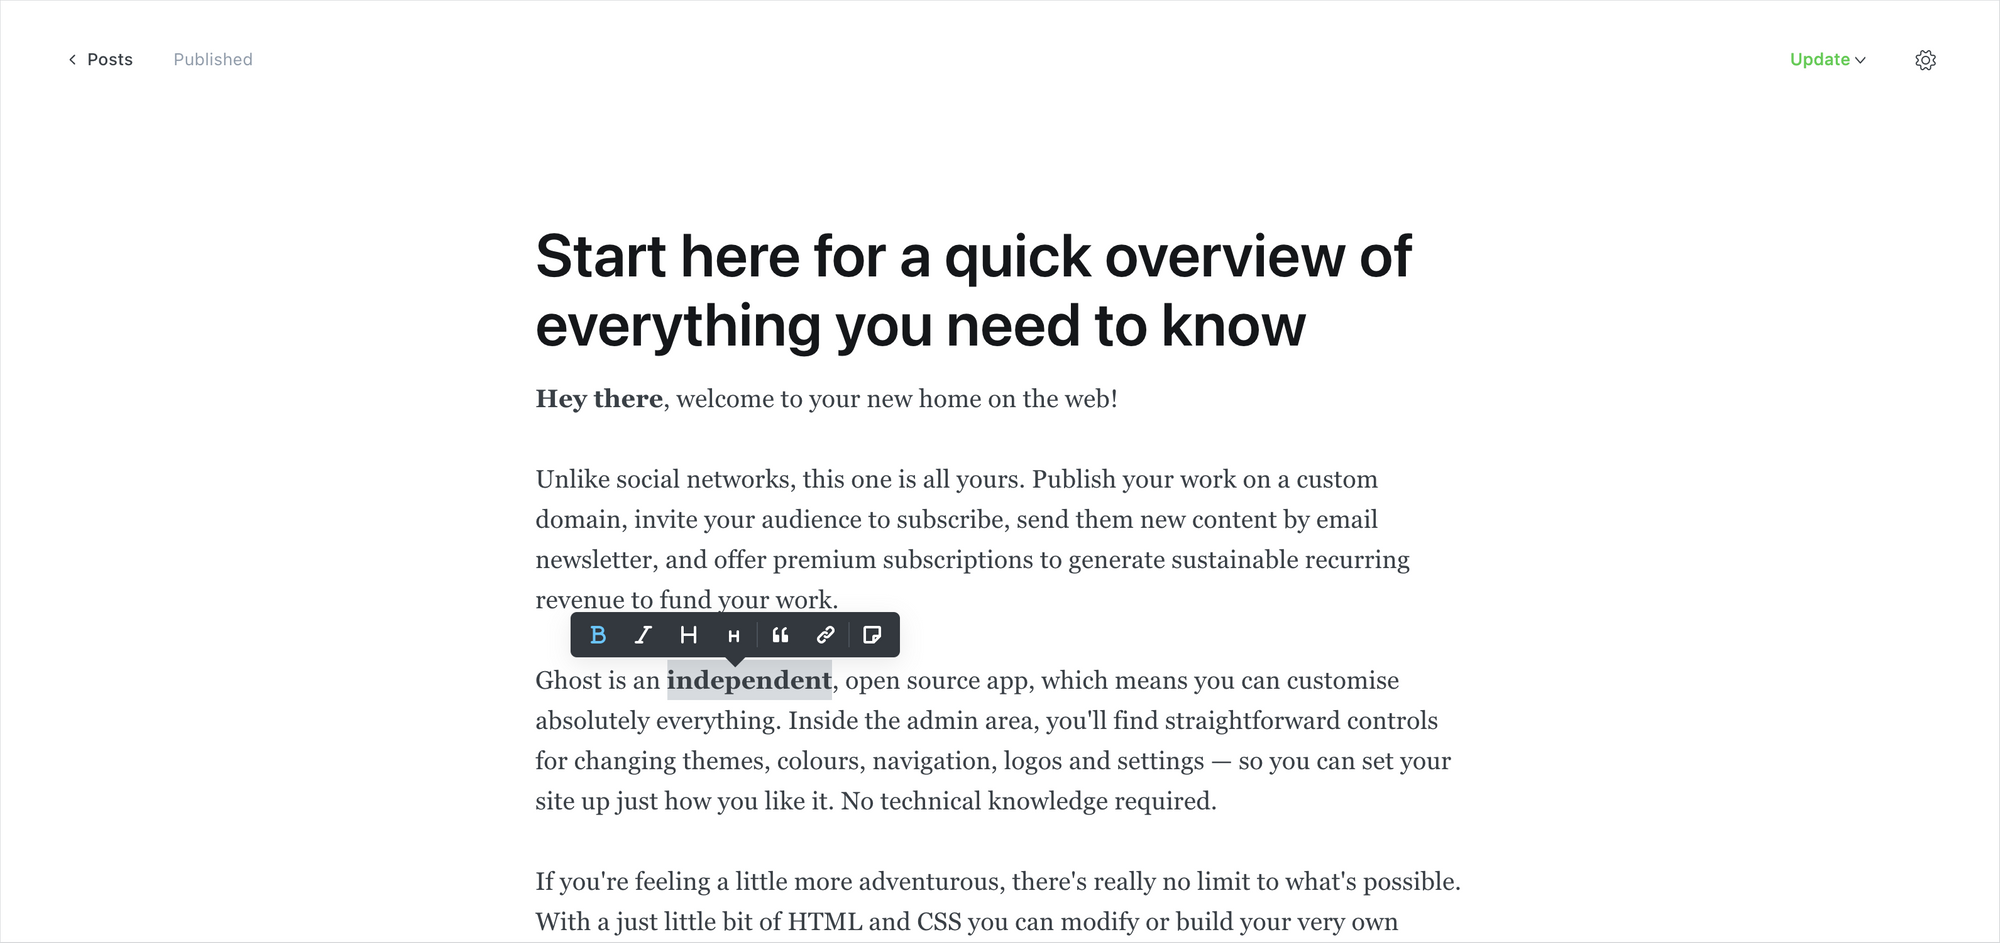 Posts
Published
Update
Start here for a quick overview of
everything you need to know
Hey there, welcome to your new home on the web!
Unlike social networks, this one is all yours. Publish your work on a custom
domain, invite your audience to subscribe, send them new content by email
newsletter, and offer premium subscriptions to generate sustainable recurring
revenue to fund your work.
B I H H
Ghost is an independent, open source app, which means you can customise
absolutely everything. Inside the admin area, you'll find straightforward controls
for changing themes, colours, navigation, logos and settings — so you can set your
site up just how you like it. No technical knowledge required.
If you're feeling a little more adventurous, there's really no limit to what's possible.
With a just little bit of HTML and CSS you can modify or build your very own